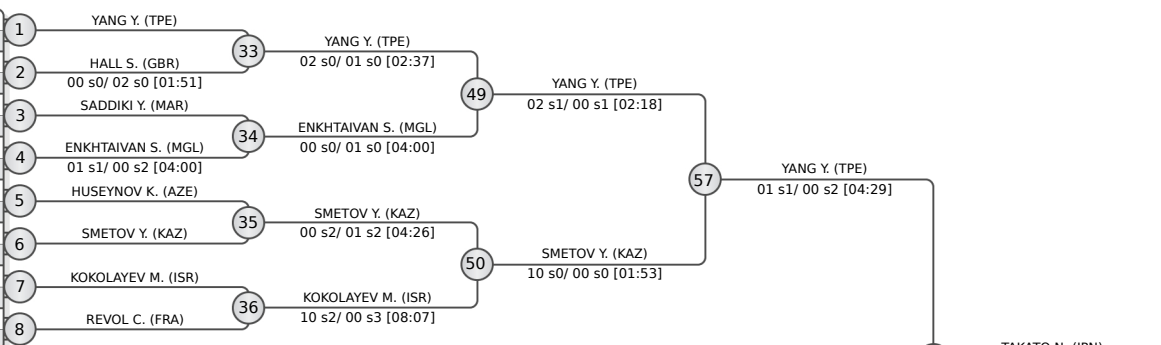 1
YANG Y. (TPE)
2
HALL S. (GBR)
00 s0/ 02 s0 [01:51]
33
YANG Y. (TPE)
02 s0/ 01 s0 [02:37]
3
SADDIKI Y. (MAR)
4
ENKHTAIVAN S. (MGL)
01 s1/ 00 s2 [04:00]
34
ENKHTAIVAN S. (MGL)
00 s0/ 01 s0 [04:00]
49
YANG Y. (TPE)
02 s1/ 00 s1 [02:18]
5
HUSEYNOV K. (AZE)
6
SMETOV Y. (KAZ)
35
SMETOV Y. (KAZ)
00 s2/ 01 s2 [04:26]
7
KOKOLAYEV M. (ISR)
8
REVOL C. (FRA)
36
KOKOLAYEV M. (ISR)
10 s2/ 00 s3 [08:07]
50
SMETOV Y. (KAZ)
10 s0/ 00 s0 [01:53]
57
YANG Y. (TPE)
01 s1/ 00 s2 [04:29]
TAKATO N. (JPN)